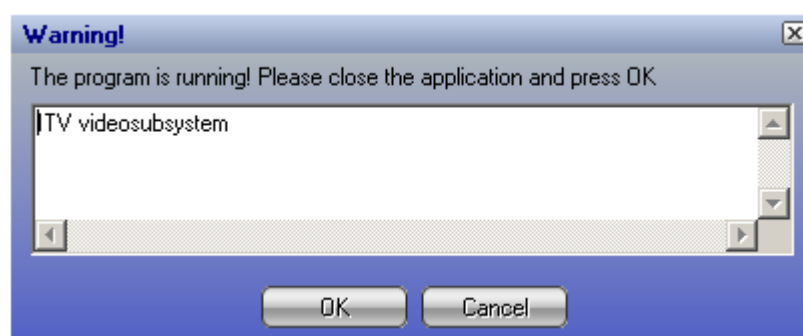 Warning!
The program is running! Please close the application and press OK
ITV videosubsystem
OK
Cancel